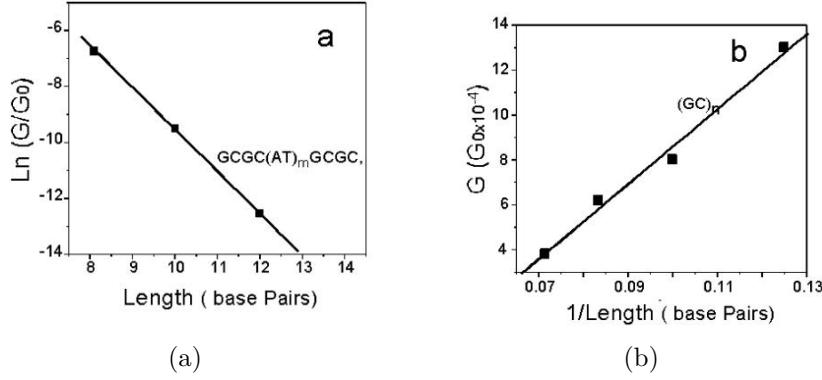 a
Ln (G/G0)
-6
-8
-10
-12
-14
GCGC(AT)mGCGC,
8 9 10 11 12 13 14
Length ( base Pairs)
(a)
b
G (G0x10-4)
14
12
10
8
6
4
(GC)n
0.07 0.09 0.11 0.13
1/Length ( base Pairs)
(b)